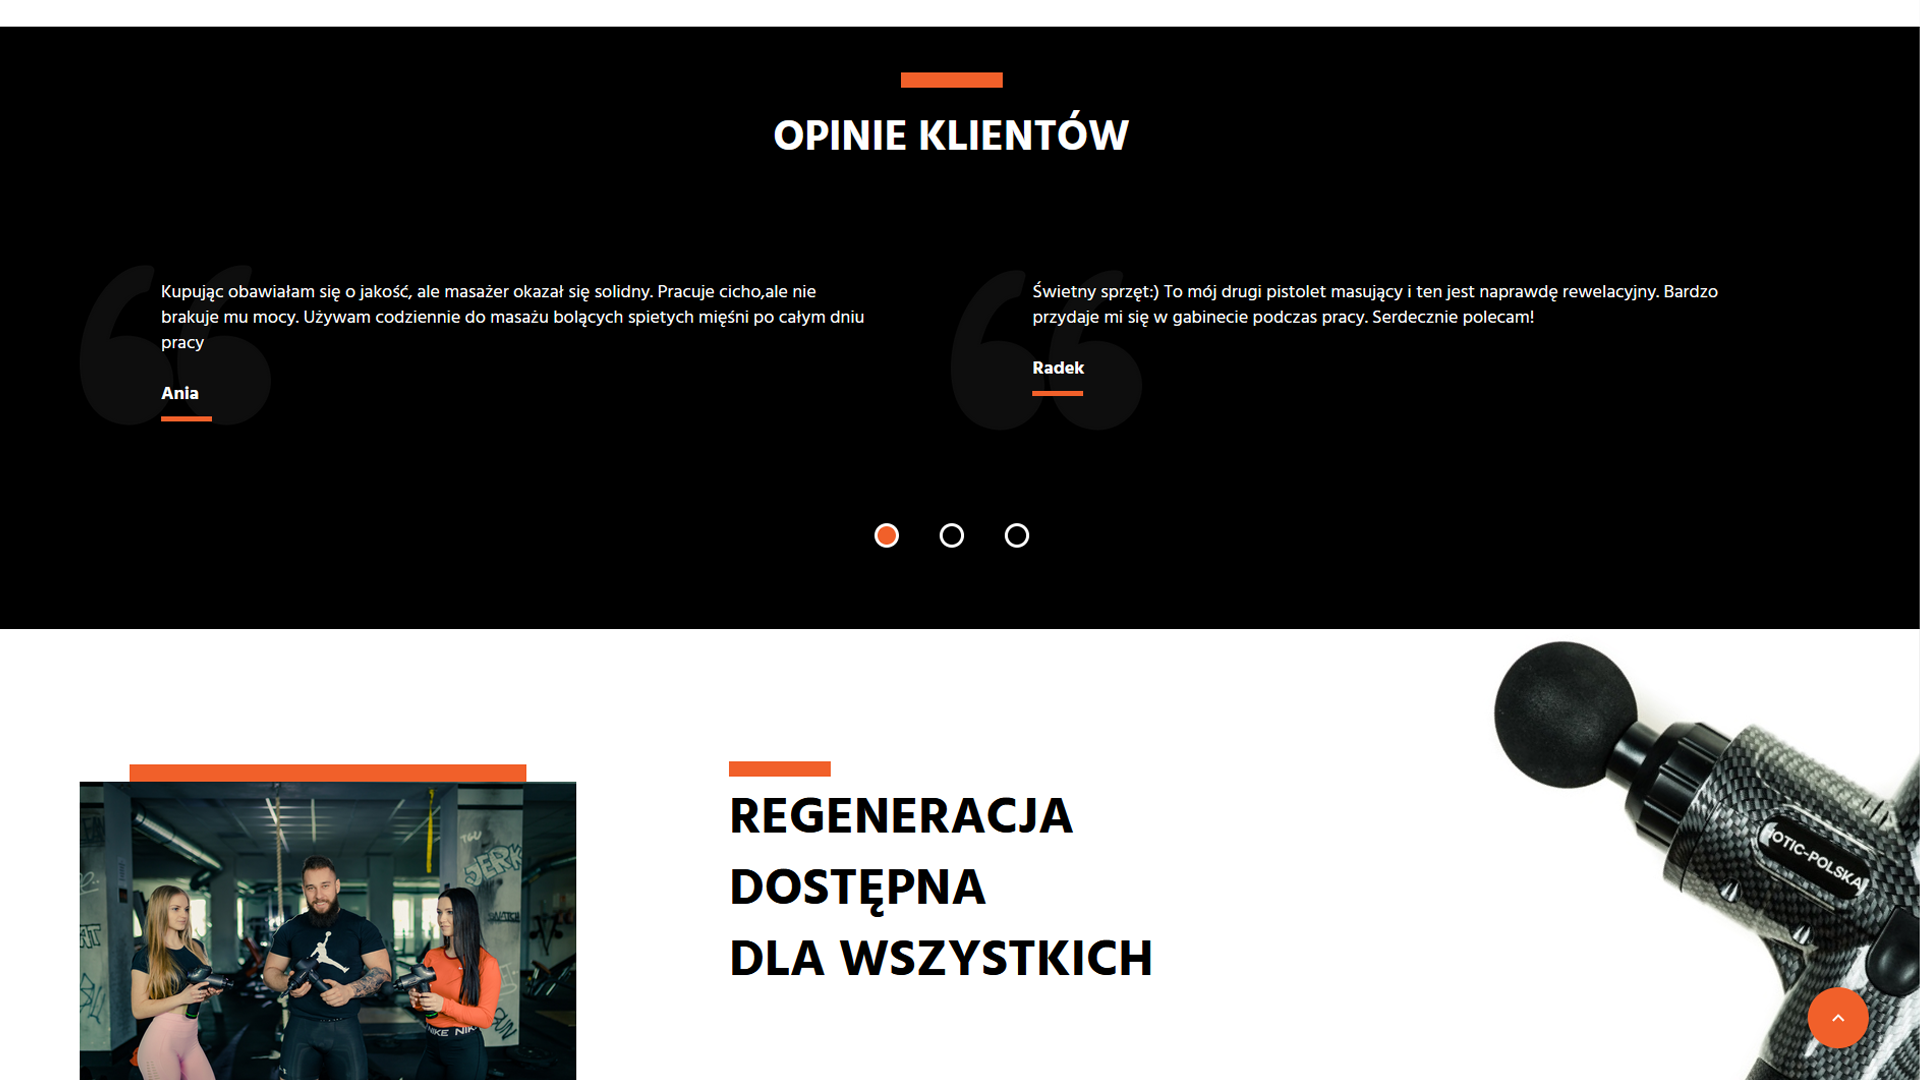 OPINIE KLIENTÓW
Kupując obawiałam się o jakość, ale masażer okazał się solidny. Pracuje cicho,ale nie
brakuje mu mocy. Używam codziennie do masażu bolących spietych mięśni po całym dniu
pracy
Ania
Świetny sprzęt:) To mój drugi pistolet masujący i ten jest naprawdę rewelacyjny. Bardzo
przydaje mi się w gabinecie podczas pracy. Serdecznie polecam!
Radek
REGENERACJA
DOSTĘPNA
DLA WSZYSTKICH
OTIC-POLSKA
JERK
NIKE